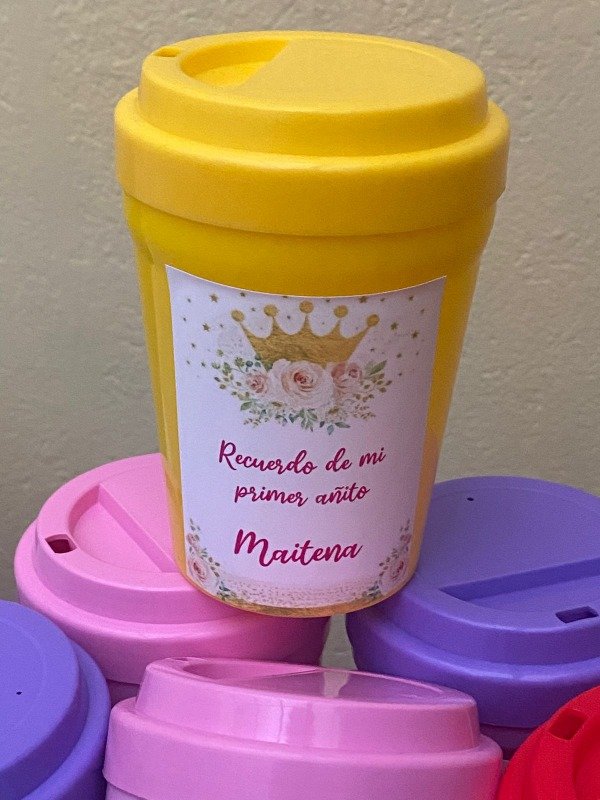 Recuerdo de mi
primer añito
Maitena